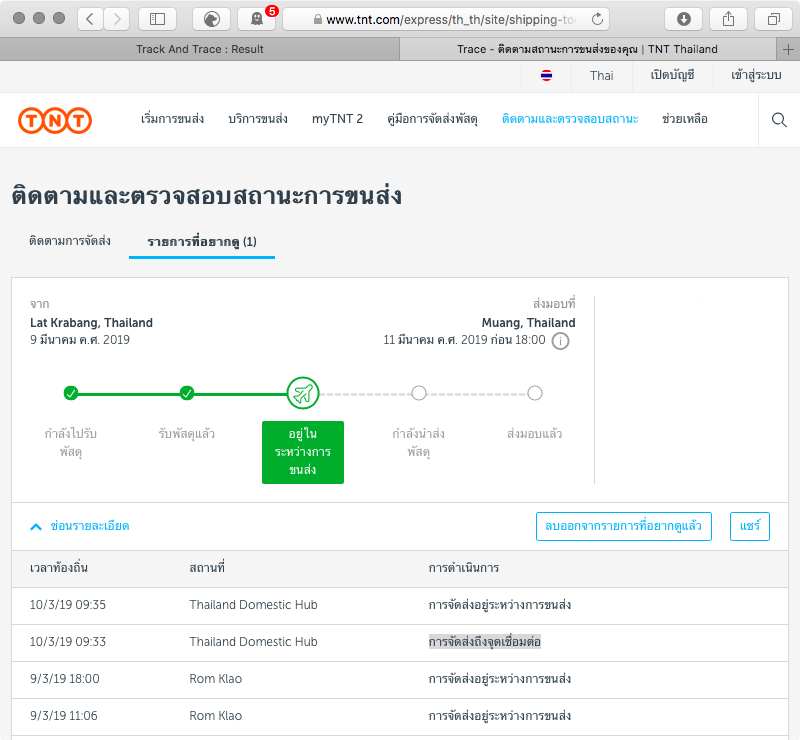 5
www.tnt.com/express/th_th/site/shipping-to
Track And Trace : Result
Trace - ติดตามสถานะการขนส่งของคุณ | TNT Thailand
Thai
เปิดบัญชี
เข้าสู่ระบบ
TNT
เริ่มการขนส่ง
บริการขนส่ง
myTNT 2
คู่มือการจัดส่งพัสดุ
ติดตามและตรวจสอบสถานะ
ช่วยเหลือ
ติดตามและตรวจสอบสถานะการขนส่ง
ติดตามการจัดส่ง
รายการที่อยากดู (1)
จาก
ส่งมอบที่
Lat Krabang, Thailand
Muang, Thailand
9 มีนาคม ค.ศ. 2019
11 มีนาคม ค.ศ. 2019 ก่อน 18:00
กำลังไปรับ
พัสดุ
รับพัสดุแล้ว
อยู่ใน
ระหว่างการ
ขนส่ง
กำลังนำส่ง
พัสดุ
ส่งมอบแล้ว
ซ่อนรายละเอียด
ลบออกจากรายการที่อยากดูแล้ว
แชร์
เวลาท้องถิ่น สถานที่ การดำเนินการ
10/3/19 09:35 Thailand Domestic Hub การจัดส่งอยู่ระหว่างการขนส่ง
10/3/19 09:33 Thailand Domestic Hub การจัดส่งถึงจุดเชื่อมต่อ
9/3/19 18:00 Rom Klao การจัดส่งอยู่ระหว่างการขนส่ง
9/3/19 11:06 Rom Klao การจัดส่งอยู่ระหว่างการขนส่ง